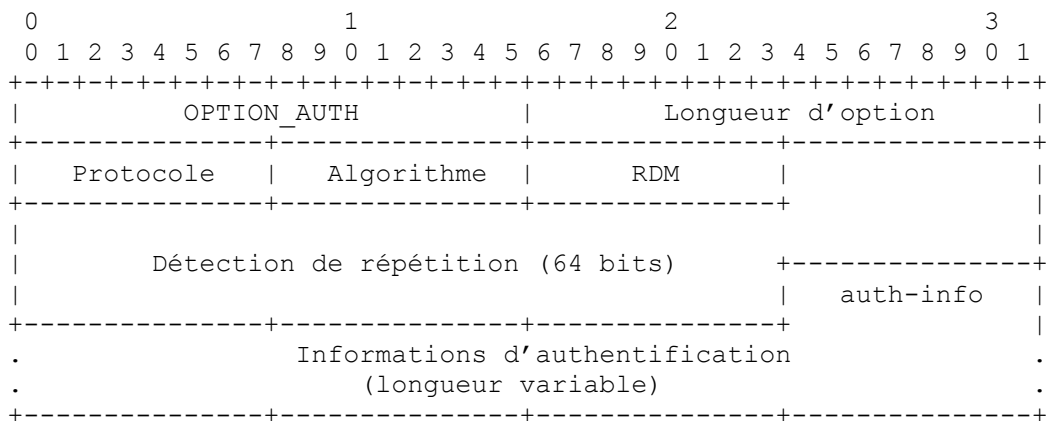 0                   1                   2                   3
0 1 2 3 4 5 6 7 8 9 0 1 2 3 4 5 6 7 8 9 0 1 2 3 4 5 6 7 8 9 0 1
+-+-+-+-+-+-+-+-+-+-+-+-+-+-+-+-+-+-+-+-+-+-+-+-+-+-+-+-+-+-+-+-+
|          OPTION_AUTH          |        Longueur d’option      |
+---------------+---------------+---------------+---------------+
|   Protocole   |   Algorithme  |      RDM      |               |
+---------------+---------------+---------------+               |
|                                                               |
|        Détection de répétition (64 bits)      +---------------+
|                                               |   auth-info   |
+---------------+---------------+---------------+               |
.                 Informations d’authentification               .
.                     (longueur variable)                       .
+---------------+---------------+---------------+---------------+